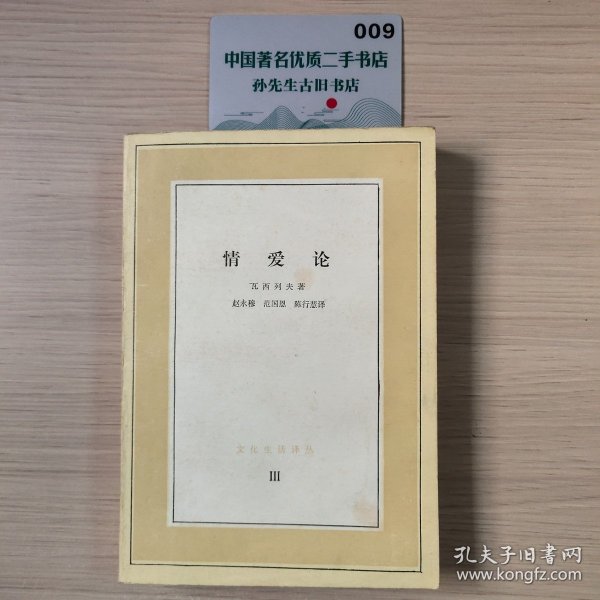 009
中国著名优质二手书店
孙先生古旧书店
情爱论
瓦西列夫著
赵永穆 范国恩 陈行慧译
文化生活译丛
III
孔夫子旧书网
www.kongfz.com